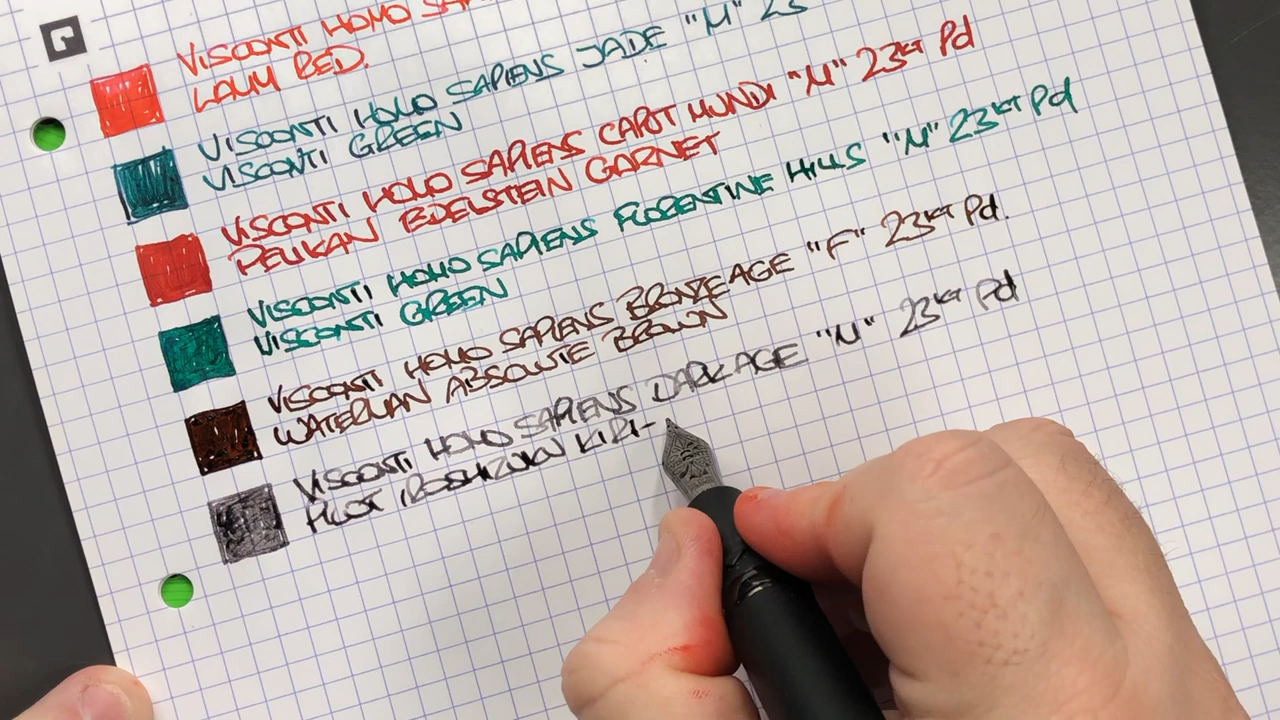 VISCONTI HOMO SAP
LAMY RED.
VISCONTI HOMO SAPIENS JADE "M" 23
VISCONTI GREEN
VISCONTI HOMO SAPIENS CAPUT MUNDI "M" 23KT Pd
PELIKAN EDELSTEIN GARNET
VISCONTI HOMO SAPIENS FLORENTINE HILLS "M" 23KT Pd
VISCONTI GREEN
VISCONTI HOMO SAPIENS BRONZE AGE "F" 23KT Pd.
WATERMAN ABSOLUTE BROWN
VISCONTI HOMO SAPIENS DARK AGE "M" 23KT Pd
PILOT IROSHIZUKU KIRI-